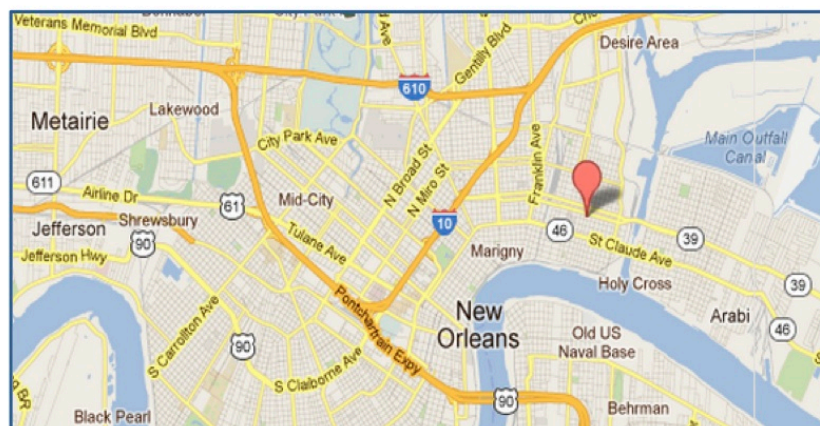 Veterans Memorial Blvd
Desire Area
Gentilly Blvd
610
Lakewood
Metairie
City Park Ave
Main Outfall
Canal
Franklin Ave
N Broad St
N Miro St
611
Airline Dr
61
Mid-City
Shrewsbury
Jefferson
90
10
46
Marigny
St Claude Ave
39
Tulane Ave
Jefferson Hwy
Holy Cross
39
Pontchartrain Expy
New
Orleans
Arabi
46
S Carrollton Ave
90
Old US
Naval Base
S Claiborne Ave
90
Black Pearl
Behrman